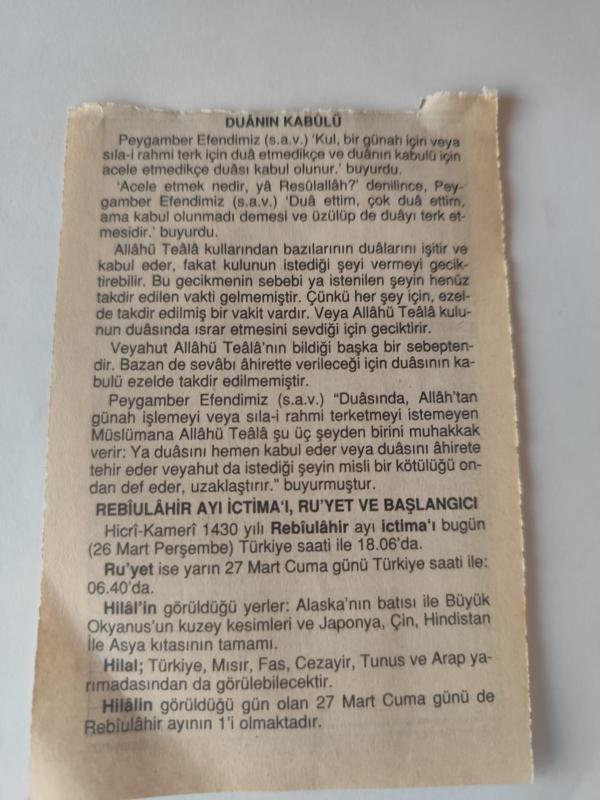 DUÂNIN KABÛLÜ
Peygamber Efendimiz (s.a.v.) ‘Kul, bir günah için veya
sıla-i rahmi terk için duâ etmedikçe ve duânın kabulü için
acele etmedikçe duâsı kabul olunur.’ buyurdu.
‘Acele etmek nedir, yâ Resûlallâh?’ denilince, Pey-
gamber Efendimiz (s.a.v.) ‘Duâ ettim, çok duâ ettim,
ama kabul olunmadı demesi ve üzülüp de duâyı terk et-
mesidir.’ buyurdu.
Allâhü Teâlâ kullarından bazılarının duâlarını işitir ve
kabul eder, fakat kulunun istediği şeyi vermeyi gecik-
tirebilir. Bu gecikmenin sebebi ya istenilen şeyin henüz
takdir edilen vakti gelmemiştir. Çünkü her şey için, ezel-
de takdir edilmiş bir vakit vardır. Veya Allâhü Teâlâ kulu-
nun duâsında ısrar etmesini sevdiği için geciktirir.
Veyahut Allâhü Teâlâ’nın bildiği başka bir sebepten-
dir. Bazan de sevâbı âhirette verileceği için duâsının ka-
bulü ezelde takdir edilmemiştir.
Peygamber Efendimiz (s.a.v.) “Duâsında, Allâh’tan
günah işlemeyi veya sıla-i rahmi terketmeyi istemeyen
Müslümana Allâhü Teâlâ şu üç şeyden birini muhakkak
verir: Ya duâsını hemen kabul eder veya duâsını âhirete
tehir eder veyahut da istediği şeyin misli bir kötülüğü on-
dan def eder, uzaklaştırır.” buyurmuştur.
REBÎULÂHİR AYI İCTİMA‘I, RU’YET VE BAŞLANGICI
Hicrî-Kamerî 1430 yılı Rebîulâhir ayı ictima‘ı bugün
(26 Mart Perşembe) Türkiye saati ile 18.06’da.
Ru’yet ise yarın 27 Mart Cuma günü Türkiye saati ile:
06.40’da.
Hilâl’in görüldüğü yerler: Alaska’nın batısı ile Büyük
Okyanus’un kuzey kesimleri ve Japonya, Çin, Hindistan
İle Asya kıtasının tamamı.
Hilal; Türkiye, Mısır, Fas, Cezayir, Tunus ve Arap ya-
rımadasından da görülebilecektir.
Hilâlin görüldüğü gün olan 27 Mart Cuma günü de
Rebîulâhir ayının 1’i olmaktadır.